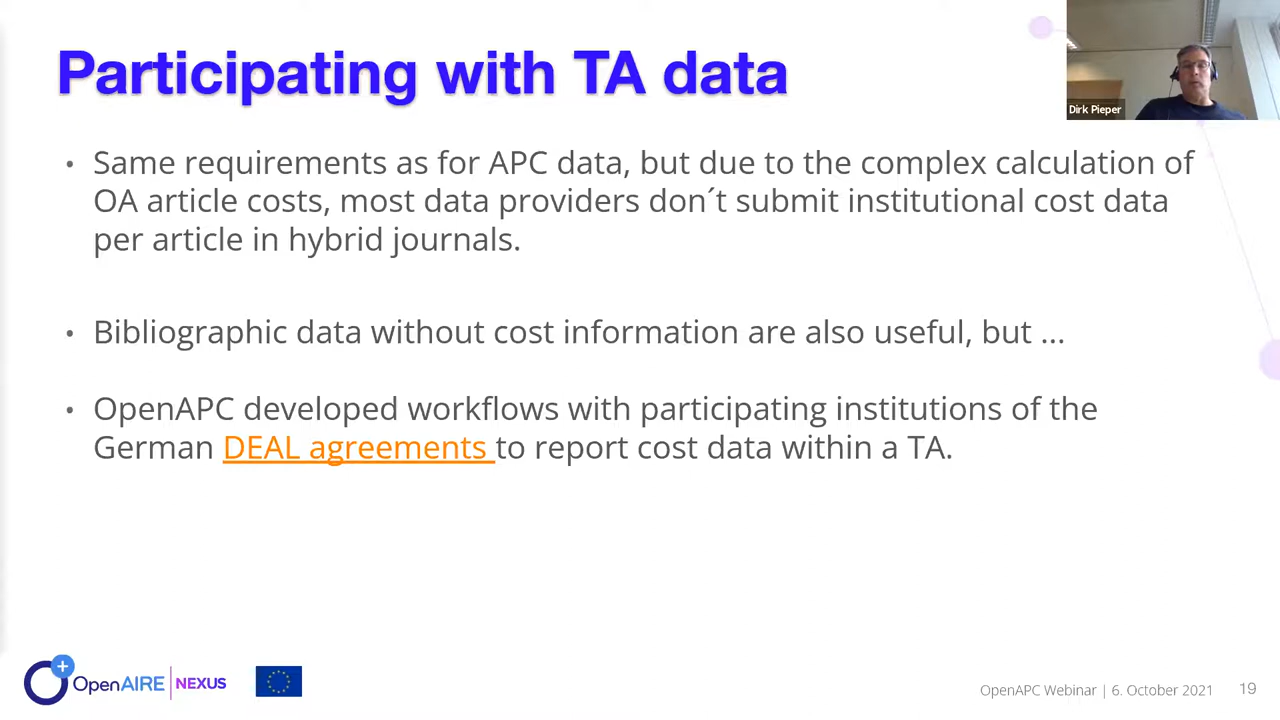 Participating with TA data
Dirk Pieper
• Same requirements as for APC data, but due to the complex calculation of
OA article costs, most data providers don´t submit institutional cost data
per article in hybrid journals.
• Bibliographic data without cost information are also useful, but ...
• OpenAPC developed workflows with participating institutions of the
German DEAL agreements to report cost data within a TA.
OpenAIRE | NEXUS
OpenAPC Webinar | 6. October 2021 19